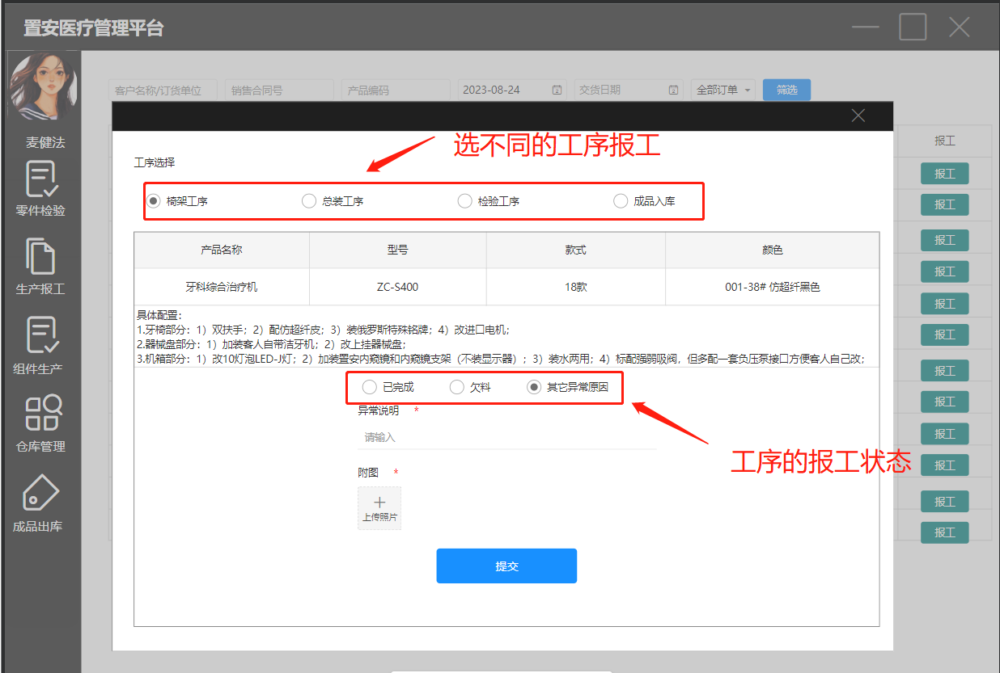 置安医疗管理平台
客户名称/订货单位 销售合同号 产品编码 2023-08-24 交货日期 全部订单 筛选
麦健法
零件检验
生产报工
组件生产
仓库管理
成品出库
选不同的工序报工
工序选择
椅架工序 总装工序 检验工序 成品入库
产品名称 型号 款式 颜色
牙科综合治疗机 ZC-S400 18款 001-38# 仿超纤黑色
具体配置：
1.牙椅部分：1）双扶手；2）配仿超纤皮；3）装俄罗斯特殊铭牌；4）改进口电机；
2.器械盘部分：1）加装客人自带洁牙机；2）改上挂器械盘；
3.机箱部分：1）改10灯泡LED-J灯；2）加装置安内窥镜和内窥镜支架（不装显示器）；3）装水两用；4）标配强弱吸阀，但多配一套负压泵接口方便客人自己改；
已完成 欠料 其它异常原因
异常说明 *
请输入
工序的报工状态
附图 *
上传照片
提交
报工
报工
报工
报工
报工
报工
报工
报工
报工
报工
报工
报工
报工